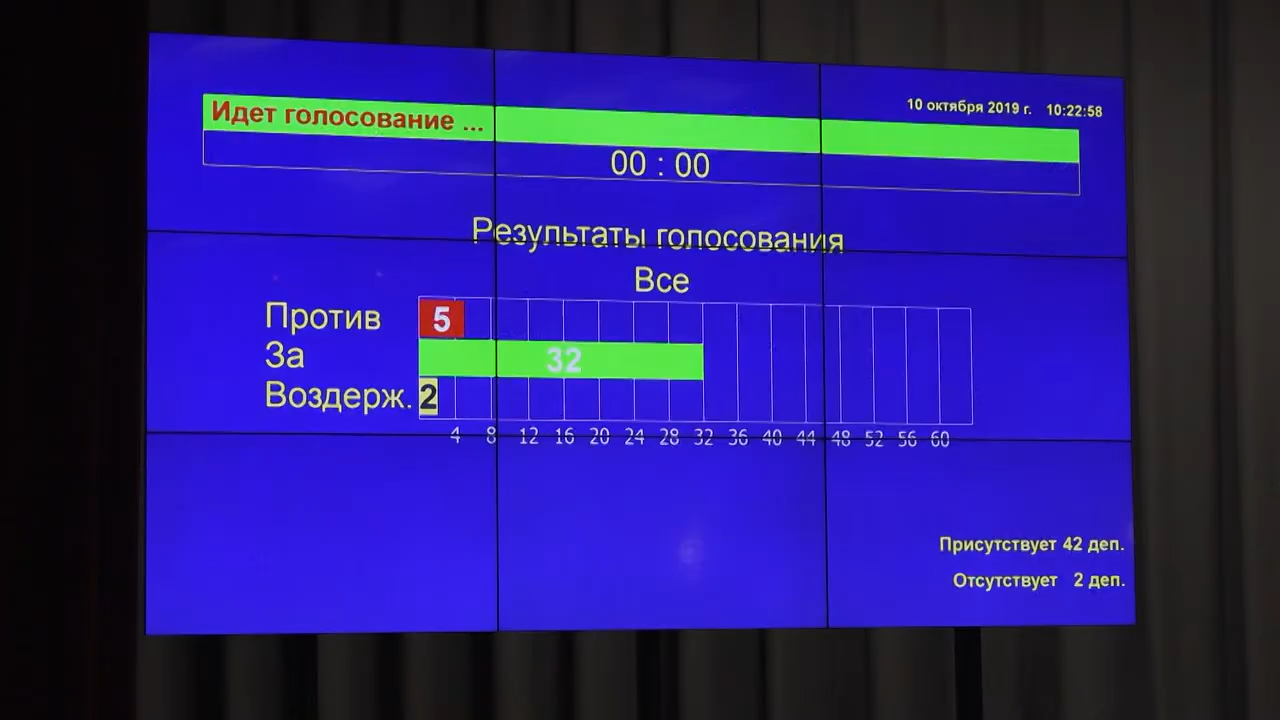 10 октября 2019 г. 10:22:58
Идет голосование ...
00 : 00
Результаты голосования
Все
Против 5
За 32
Воздерж. 2
4 8 12 16 20 24 28 32 36 40 44 48 52 56 60
Присутствует 42 деп.
Отсутствует 2 деп.